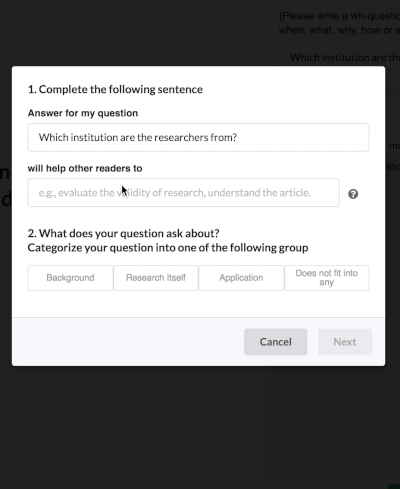 (Please write a wh-questio
when, what, why, how or s
Which institution are the
1. Complete the following sentence
Answer for my question
Which institution are the researchers from?
will help other readers to
e.g., evaluate the validity of research, understand the article.
?
2. What does your question ask about?
Categorize your question into one of the following group
Background
Research Itself
Application
Does not fit into
any
Cancel
Next